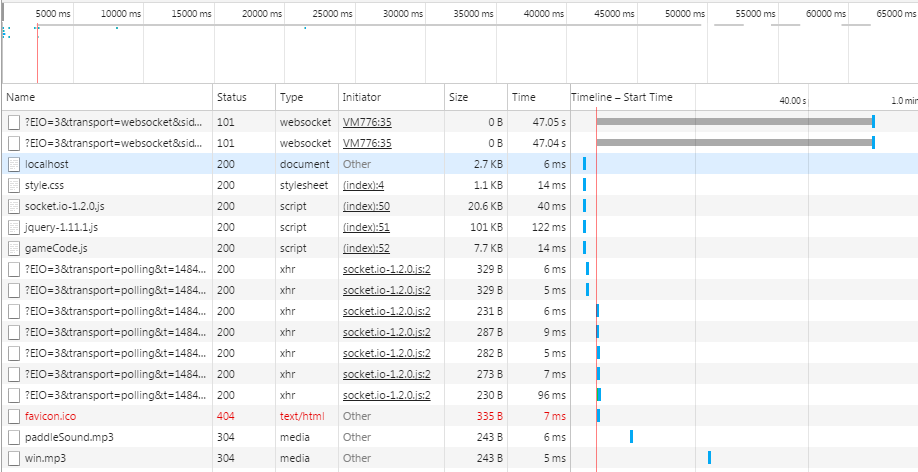 5000 ms 10000 ms 15000 ms 20000 ms 25000 ms 30000 ms 35000 ms 40000 ms 45000 ms 50000 ms 55000 ms 60000 ms 65000 ms
Name Status Type Initiator Size Time Timeline – Start Time 40.00 s 1.0 min
?EIO=3&transport=websocket&sid... 101 websocket VM776:35 0 B 47.05 s
?EIO=3&transport=websocket&sid... 101 websocket VM776:35 0 B 47.04 s
localhost 200 document Other 2.7 KB 6 ms
style.css 200 stylesheet (index):4 1.1 KB 14 ms
socket.io-1.2.0.js 200 script (index):50 20.6 KB 40 ms
jquery-1.11.1.js 200 script (index):51 101 KB 122 ms
gameCode.js 200 script (index):52 7.7 KB 14 ms
?EIO=3&transport=polling&t=1484... 200 xhr socket.io-1.2.0.js:2 329 B 6 ms
?EIO=3&transport=polling&t=1484... 200 xhr socket.io-1.2.0.js:2 329 B 5 ms
?EIO=3&transport=polling&t=1484... 200 xhr socket.io-1.2.0.js:2 231 B 6 ms
?EIO=3&transport=polling&t=1484... 200 xhr socket.io-1.2.0.js:2 287 B 9 ms
?EIO=3&transport=polling&t=1484... 200 xhr socket.io-1.2.0.js:2 282 B 5 ms
?EIO=3&transport=polling&t=1484... 200 xhr socket.io-1.2.0.js:2 273 B 7 ms
?EIO=3&transport=polling&t=1484... 200 xhr socket.io-1.2.0.js:2 230 B 96 ms
favicon.ico 404 text/html Other 335 B 7 ms
paddleSound.mp3 304 media Other 243 B 6 ms
win.mp3 304 media Other 243 B 5 ms